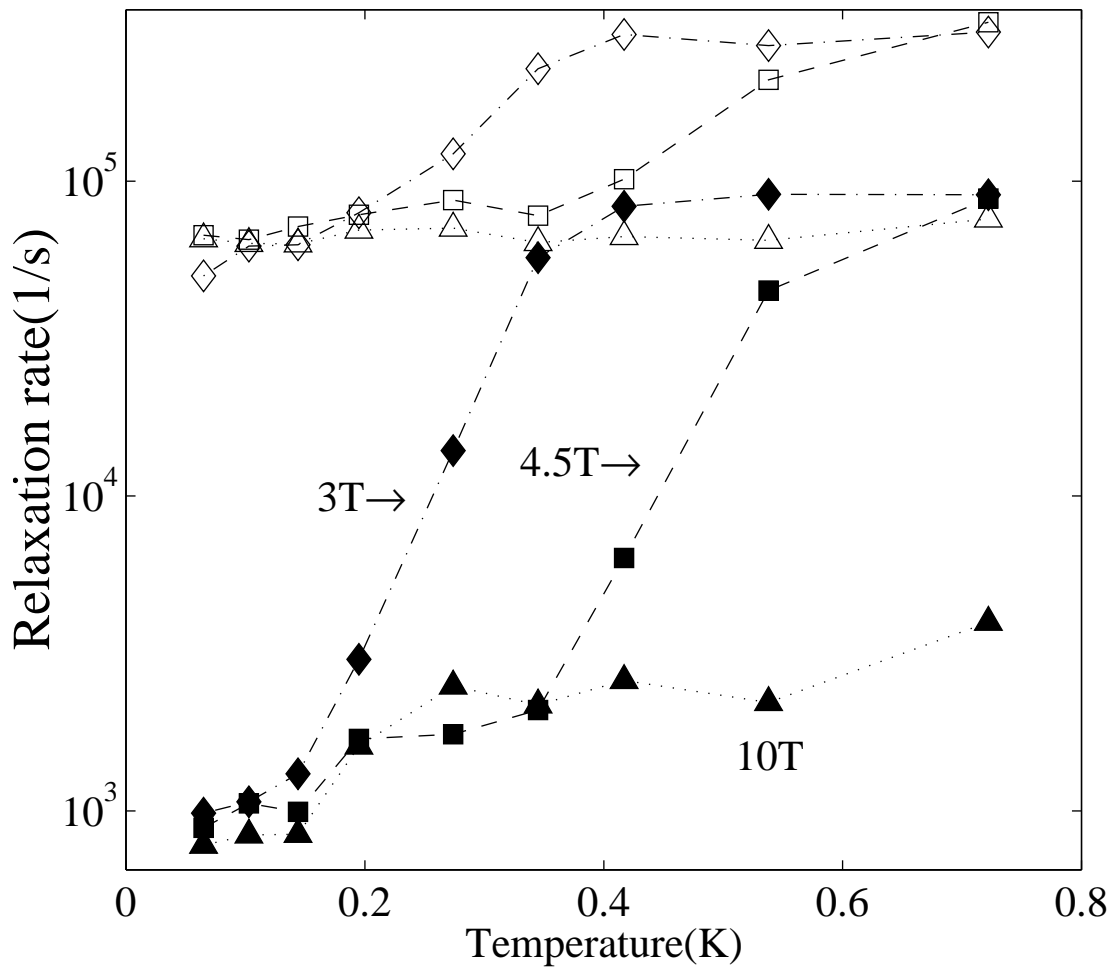 Relaxation rate(1/s)
10^5
10^4
10^3
3T→
4.5T→
10T
0 0.2 0.4 0.6 0.8
Temperature(K)